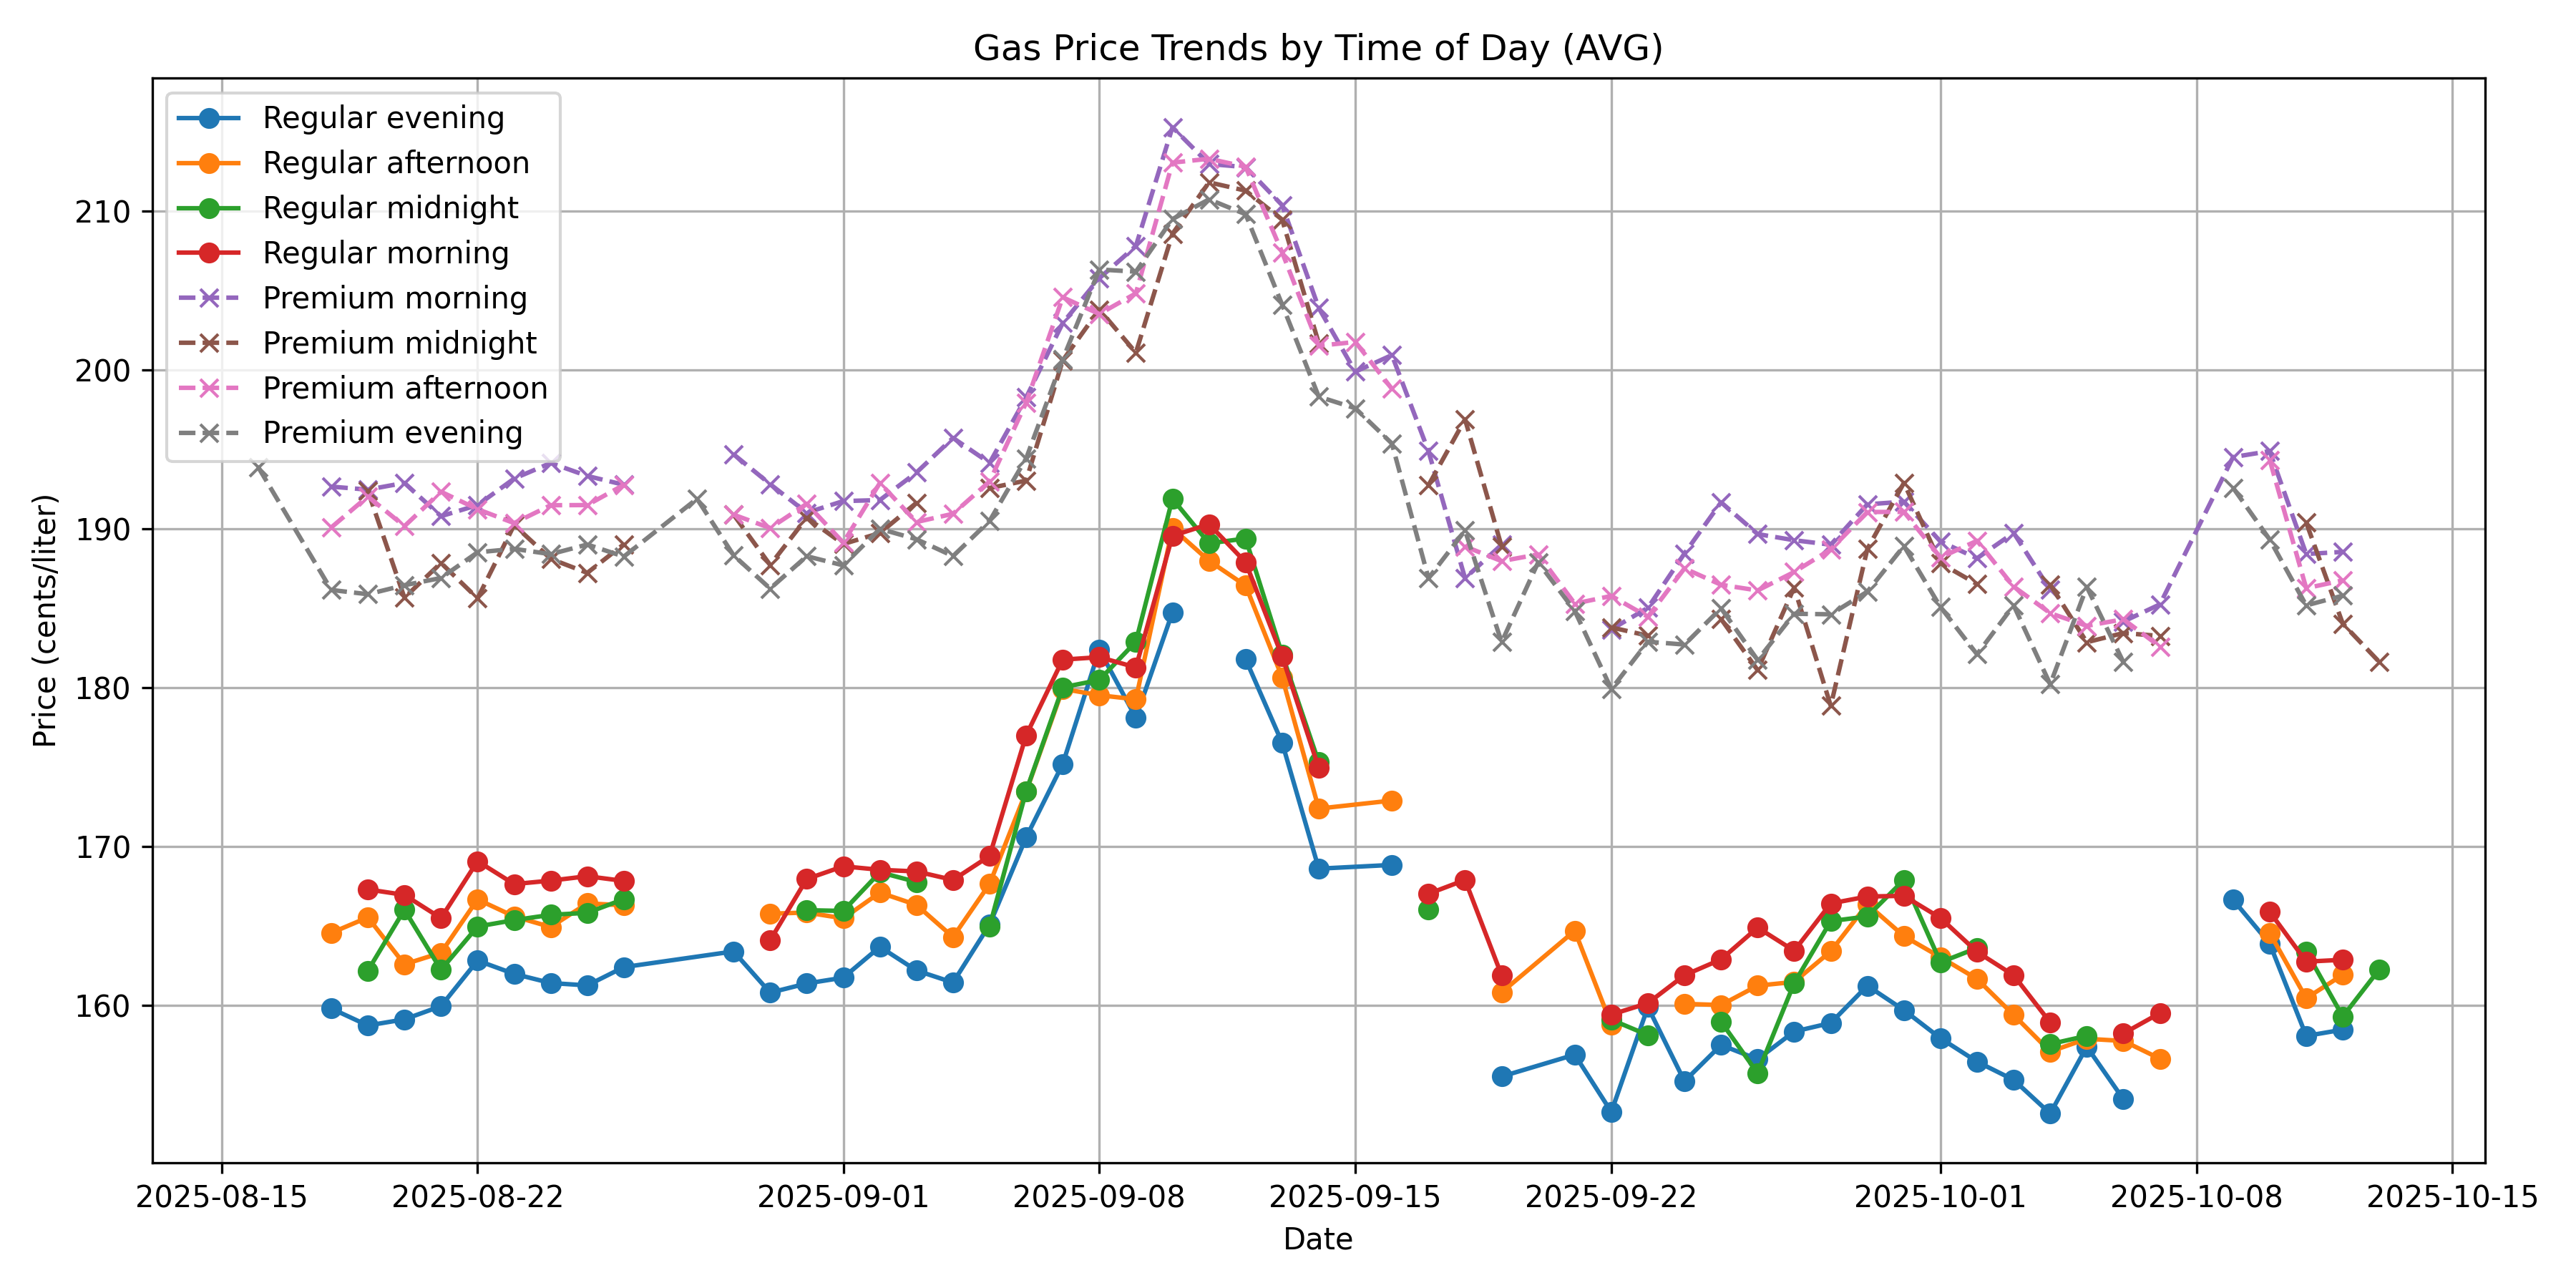 Gas Price Trends by Time of Day (AVG)
Regular evening
Regular afternoon
Regular midnight
Regular morning
Premium morning
Premium midnight
Premium afternoon
Premium evening
Price (cents/liter)
210
200
190
180
170
160
2025-08-15 2025-08-22 2025-09-01 2025-09-08 2025-09-15 2025-09-22 2025-10-01 2025-10-08 2025-10-15
Date